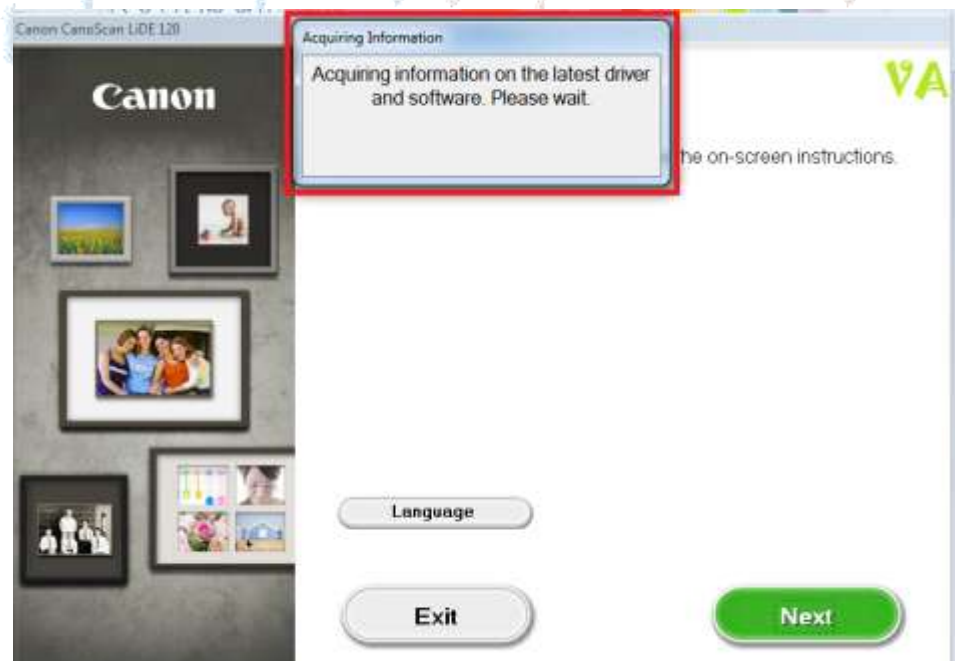 Canon CanoScan LiDE 120
Acquiring Information
Acquiring information on the latest driver
and software. Please wait.
Canon
VA
he on-screen instructions.
Language
Exit
Next